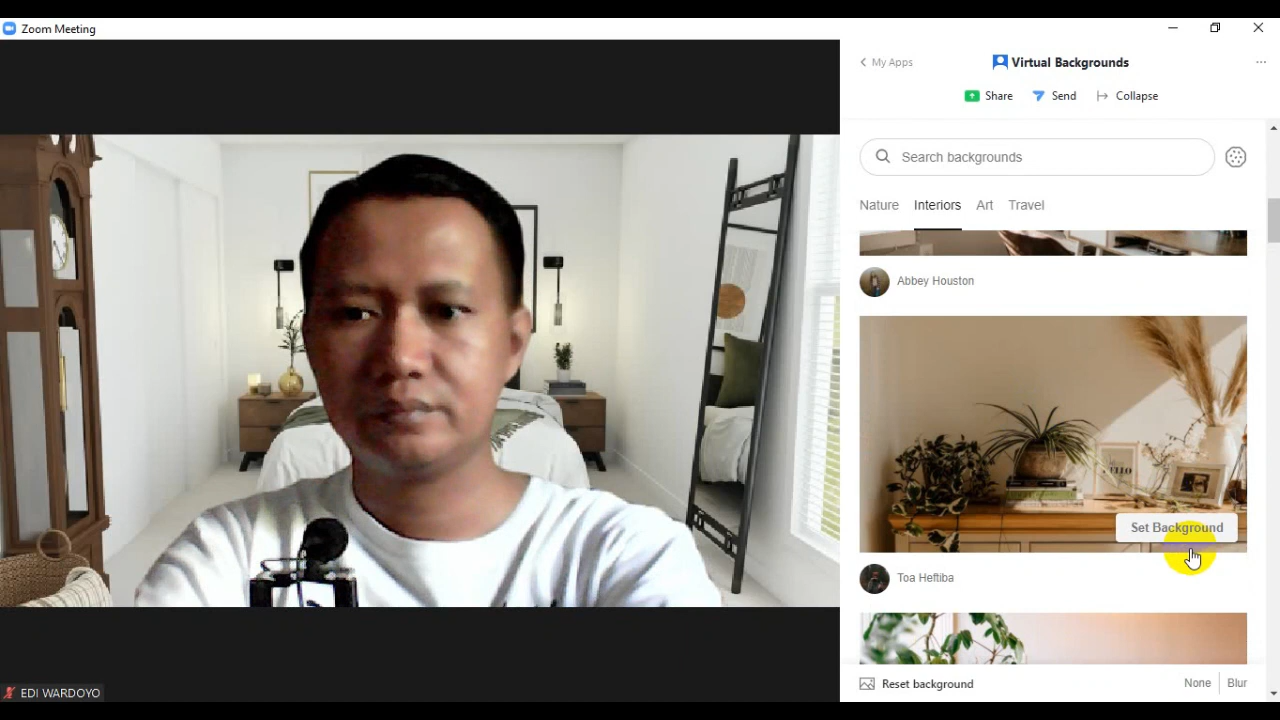 Zoom Meeting
My Apps
Virtual Backgrounds
Share Send Collapse
Search backgrounds
Nature Interiors Art Travel
Abbey Houston
Set Background
Toa Heftiba
Reset background None Blur
EDI WARDOYO